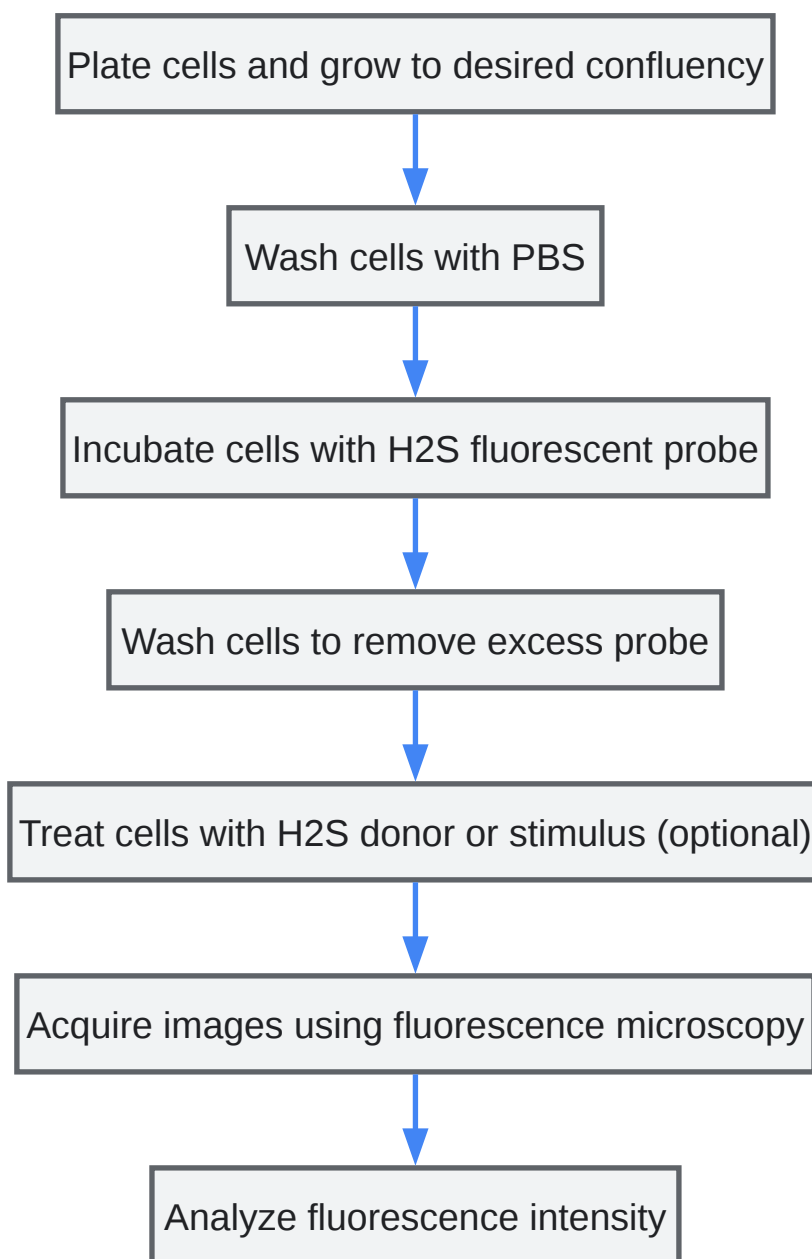 Plate cells and grow to desired confluency
Wash cells with PBS
Incubate cells with H2S fluorescent probe
Wash cells to remove excess probe
Treat cells with H2S donor or stimulus (optional)
Acquire images using fluorescence microscopy
Analyze fluorescence intensity